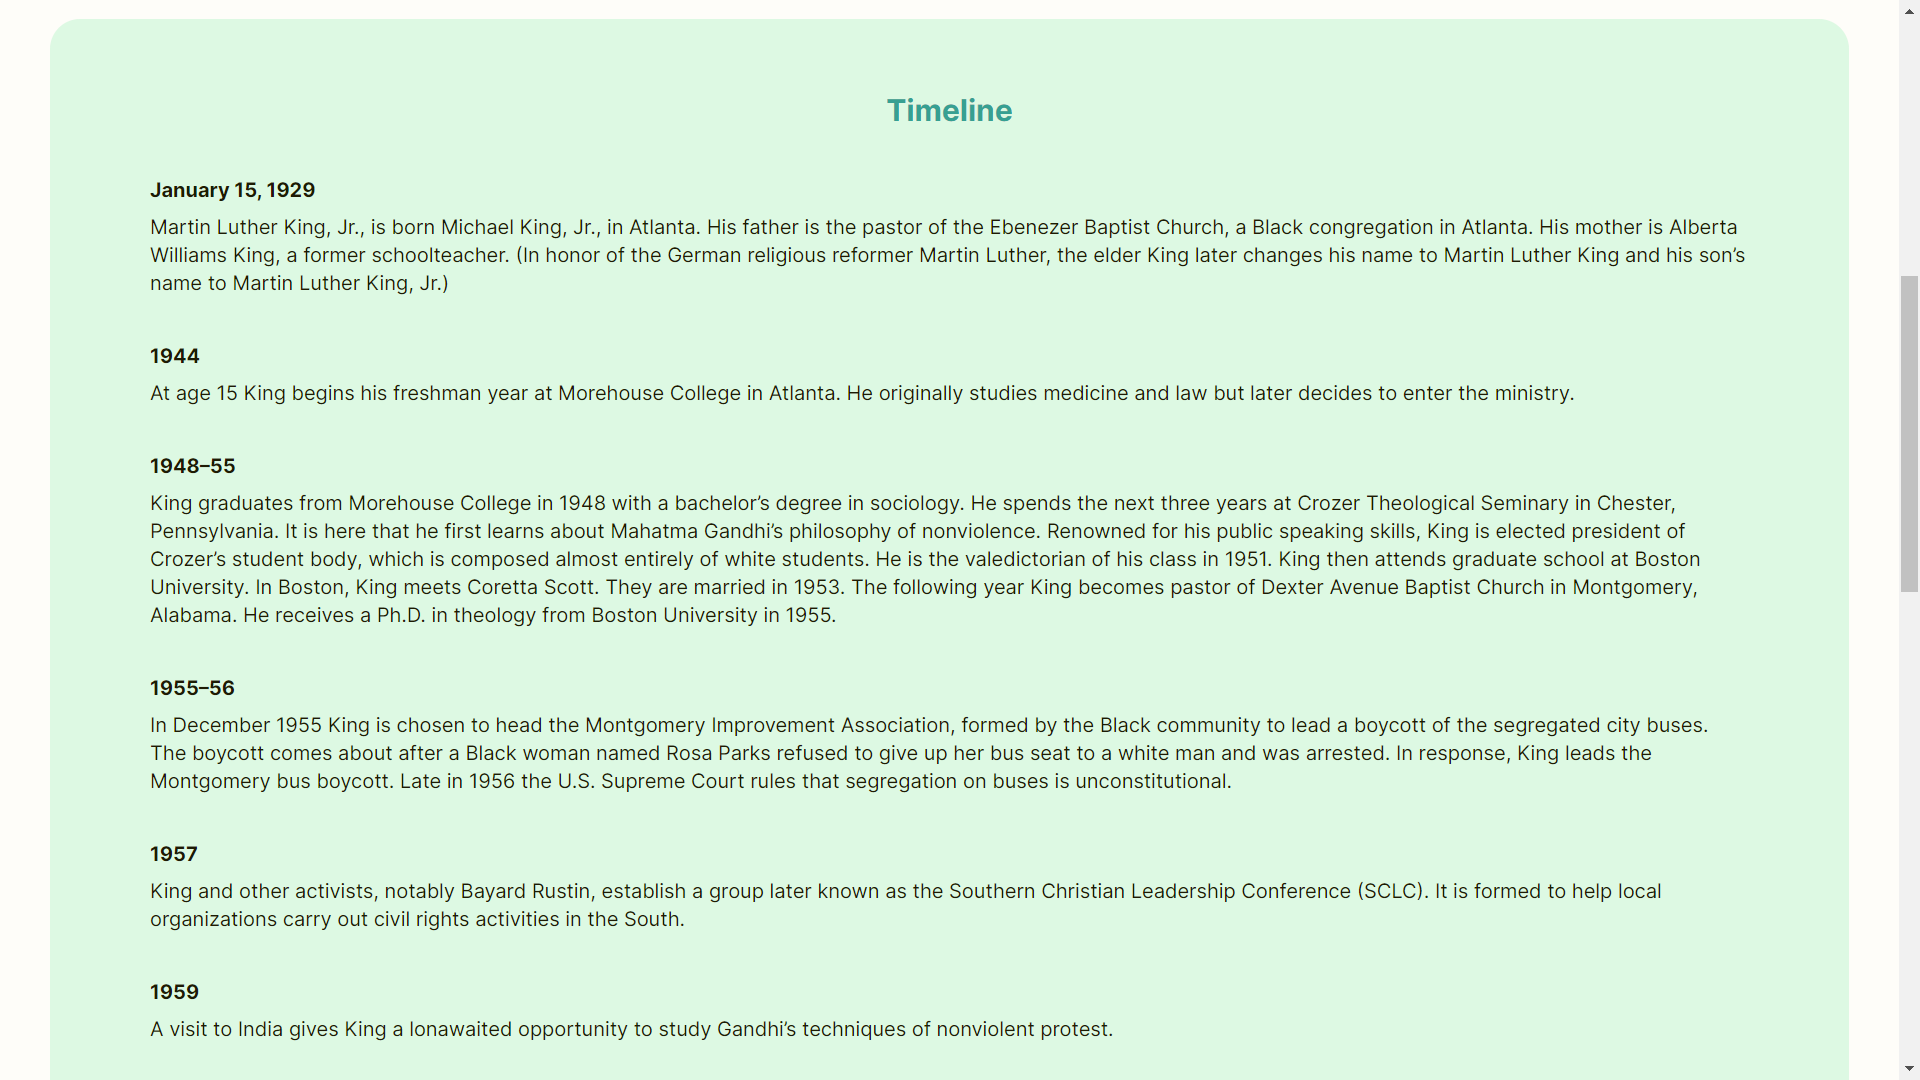 Timeline
January 15, 1929
Martin Luther King, Jr., is born Michael King, Jr., in Atlanta. His father is the pastor of the Ebenezer Baptist Church, a Black congregation in Atlanta. His mother is Alberta
Williams King, a former schoolteacher. (In honor of the German religious reformer Martin Luther, the elder King later changes his name to Martin Luther King and his son’s
name to Martin Luther King, Jr.)
1944
At age 15 King begins his freshman year at Morehouse College in Atlanta. He originally studies medicine and law but later decides to enter the ministry.
1948–55
King graduates from Morehouse College in 1948 with a bachelor’s degree in sociology. He spends the next three years at Crozer Theological Seminary in Chester,
Pennsylvania. It is here that he first learns about Mahatma Gandhi’s philosophy of nonviolence. Renowned for his public speaking skills, King is elected president of
Crozer’s student body, which is composed almost entirely of white students. He is the valedictorian of his class in 1951. King then attends graduate school at Boston
University. In Boston, King meets Coretta Scott. They are married in 1953. The following year King becomes pastor of Dexter Avenue Baptist Church in Montgomery,
Alabama. He receives a Ph.D. in theology from Boston University in 1955.
1955–56
In December 1955 King is chosen to head the Montgomery Improvement Association, formed by the Black community to lead a boycott of the segregated city buses.
The boycott comes about after a Black woman named Rosa Parks refused to give up her bus seat to a white man and was arrested. In response, King leads the
Montgomery bus boycott. Late in 1956 the U.S. Supreme Court rules that segregation on buses is unconstitutional.
1957
King and other activists, notably Bayard Rustin, establish a group later known as the Southern Christian Leadership Conference (SCLC). It is formed to help local
organizations carry out civil rights activities in the South.
1959
A visit to India gives King a lonawaited opportunity to study Gandhi’s techniques of nonviolent protest.